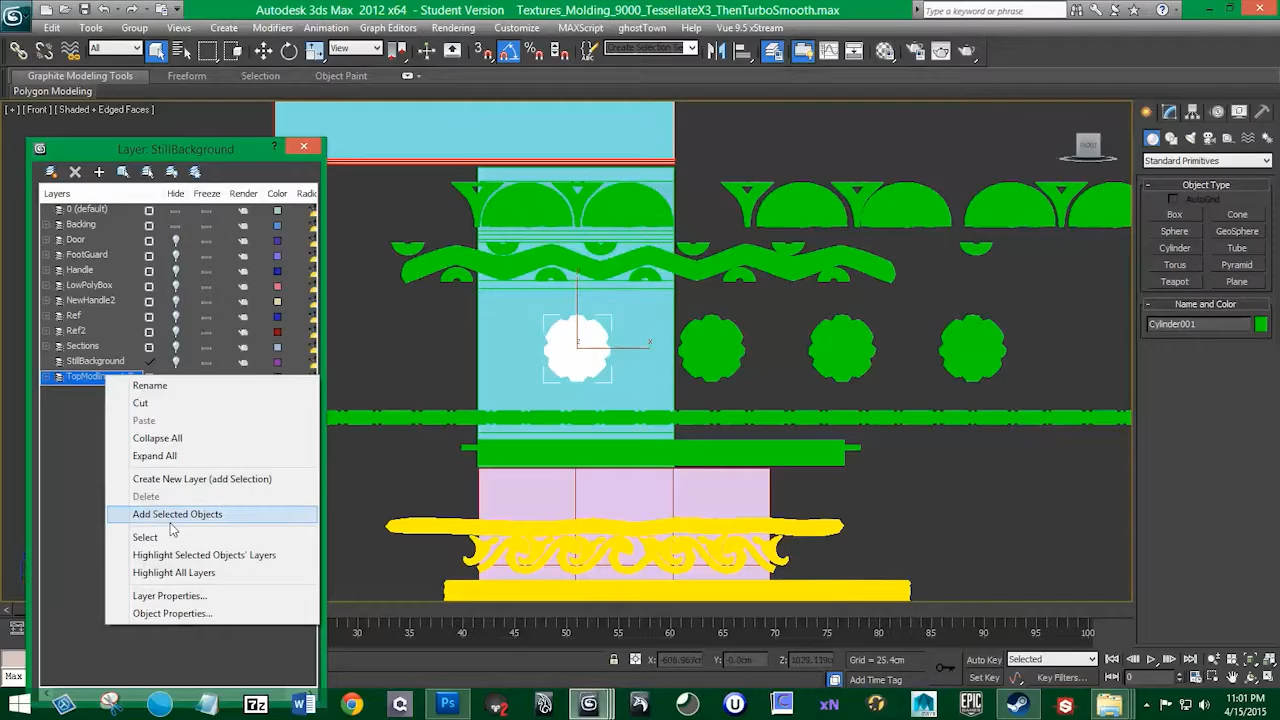 Autodesk 3ds Max 2012 x64 - Student Version Textures_Molding_9000_TessellateX3_ThenTurboSmooth.max
Type a keyword or phrase
Edit Tools Group Views Create Modifiers Animation Graph Editors Rendering Customize MAXScript ghostTown Help Vue 9.5 xStream
All View
Graphite Modeling Tools Freeform Selection Object Paint
Polygon Modeling
[ + ] [ Front ] [ Shaded + Edged Faces ]
Layer: StillBackground
? x
Layers Hide Freeze Render Color
0 (default)
Backing
Door
FootGuard
Handle
LowPolyBox
NewHandle2
Ref
Ref2
Sections
StillBackground
Rename
Cut
Paste
Collapse All
Expand All
Create New Layer (add Selection)
Delete
Add Selected Objects
Select
Highlight Selected Objects' Layers
Highlight All Layers
Layer Properties...
Object Properties...
FRONT
x
Standard Primitives
Object Type
AutoGrid
Box Cone
Sphere GeoSphere
Cylinder Tube
Torus Pyramid
Teapot Plane
Name and Color
Cylinder001
30 35 40 45 50 55 60 65 70 75 80 85 90 95 100
X: Y: 0.0cm Z: Grid = 25.4cm
Auto Key Selected
Add Time Tag
Set Key Key Filters...
0
Max
11:01 PM
4/19/2015